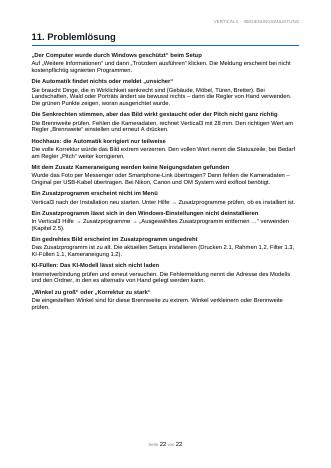 VERTICAL3 – BEDIENUNGSANLEITUNG
11. Problemlösung
„Der Computer wurde durch Windows geschützt“ beim Setup
Auf „Weitere Informationen“ und dann „Trotzdem ausführen“ klicken. Die Meldung erscheint bei nicht
kostenpflichtig signierten Programmen.
Die Automatik findet nichts oder meldet „unsicher“
Sie braucht Dinge, die in Wirklichkeit senkrecht sind (Gebäude, Möbel, Türen, Bretter). Bei
Landschaften, Wald oder Porträts ändert sie bewusst nichts – dann die Regler von Hand verwenden.
Die grünen Punkte zeigen, woran ausgerichtet wurde.
Die Senkrechten stimmen, aber das Bild wirkt gestaucht oder der Pitch nicht ganz richtig
Die Brennweite prüfen. Fehlen die Kameradaten, rechnet Vertical3 mit 28 mm. Den richtigen Wert am
Regler „Brennweite“ einstellen und erneut A drücken.
Hochhaus: die Automatik korrigiert nur teilweise
Die volle Korrektur würde das Bild extrem verzerren. Den vollen Wert nennt die Statuszeile; bei Bedarf
am Regler „Pitch“ weiter korrigieren.
Mit dem Zusatz Kameraneigung werden keine Neigungsdaten gefunden
Wurde das Foto per Messenger oder Smartphone-Link übertragen? Dann fehlen die Kameradaten –
Original per USB-Kabel übertragen. Bei Nikon, Canon und OM System wird exiftool benötigt.
Ein Zusatzprogramm erscheint nicht im Menü
Vertical3 nach der Installation neu starten. Unter Hilfe → Zusatzprogramme prüfen, ob es installiert ist.
Ein Zusatzprogramm lässt sich in den Windows-Einstellungen nicht deinstallieren
In Vertical3 Hilfe → Zusatzprogramme → „Ausgewähltes Zusatzprogramm entfernen …“ verwenden
(Kapitel 2.5).
Ein gedrehtes Bild erscheint im Zusatzprogramm ungedreht
Das Zusatzprogramm ist zu alt. Die aktuellen Setups installieren (Drucken 2.1, Rahmen 1.2, Filter 1.3,
KI-Füllen 1.1, Kameraneigung 1.2).
KI-Füllen: Das KI-Modell lässt sich nicht laden
Internetverbindung prüfen und erneut versuchen. Die Fehlermeldung nennt die Adresse des Modells
und den Ordner, in den es alternativ von Hand gelegt werden kann.
„Winkel zu groß“ oder „Korrektur zu stark“
Die eingestellten Winkel sind für diese Brennweite zu extrem. Winkel verkleinern oder Brennweite
prüfen.
Seite 22 von 22